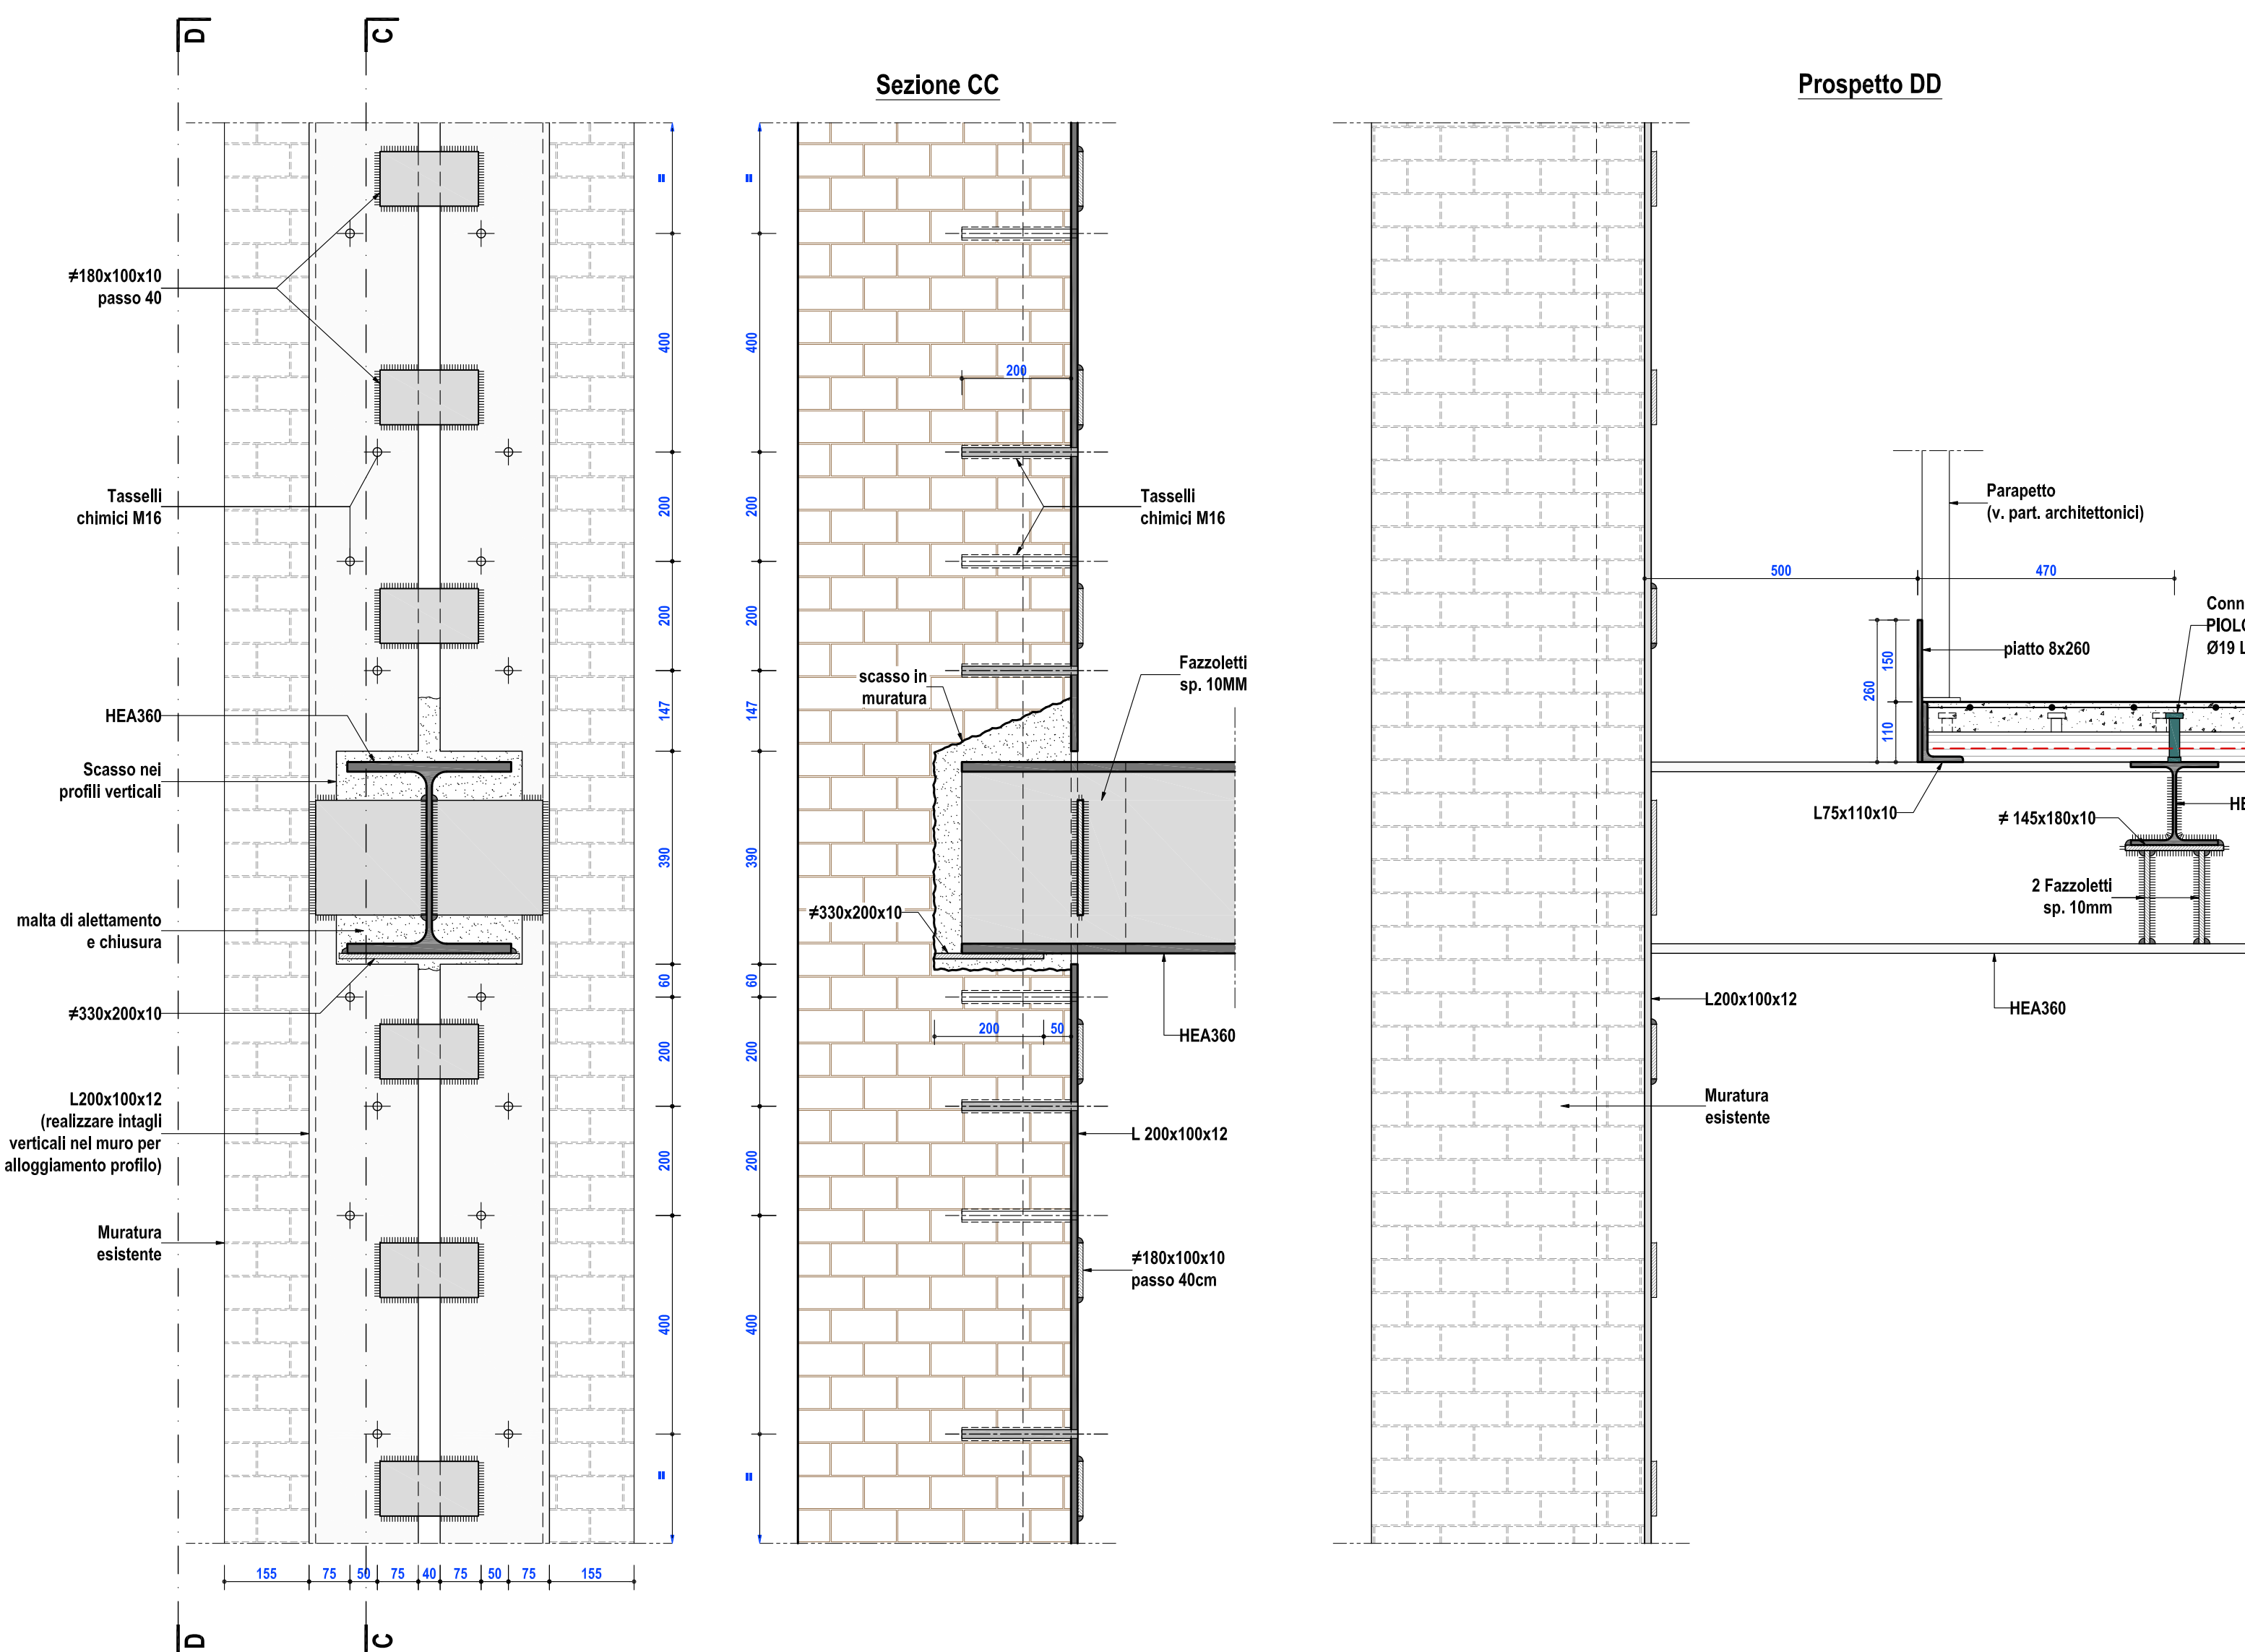 D
C
Sezione CC
Prospetto DD
≠180x100x10
passo 40
Tasselli
chimici M16
HEA360
Scasso nei
profili verticali
malta di alettamento
e chiusura
≠330x200x10
L200x100x12
(realizzare intagli
verticali nel muro per
alloggiamento profilo)
Muratura
esistente
=
400
200
200
147
390
60
200
200
400
=
155
75
50
75
40
75
50
75
155
D
C
=
400
200
200
147
390
60
200
200
400
=
200
Tasselli
chimici M16
scasso in
muratura
Fazzoletti
sp. 10MM
≠330x200x10
200
50
HEA360
L 200x100x12
≠180x100x10
passo 40cm
Parapetto
(v. part. architettonici)
500
470
Conn
PIOL
Ø19 L
piatto 8x260
260
150
110
L75x110x10
HE
≠ 145x180x10
2 Fazzoletti
sp. 10mm
L200x100x12
HEA360
Muratura
esistente